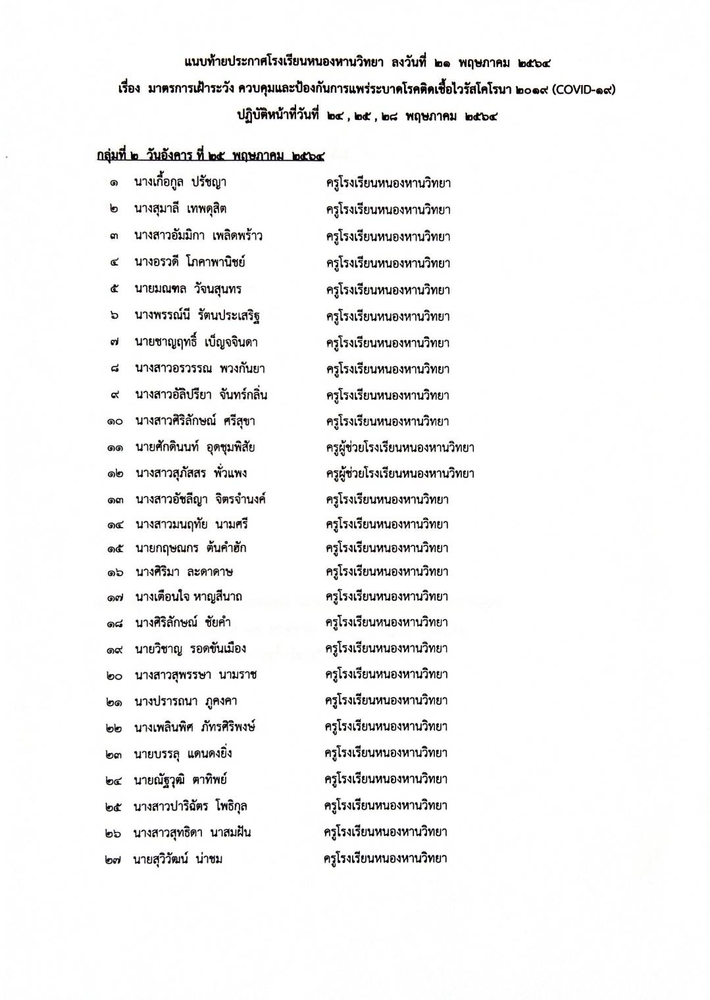 แนบท้ายประกาศโรงเรียนหนองหานวิทยา ลงวันที่ ๒๑ พฤษภาคม ๒๕๖๔
เรื่อง มาตรการเฝ้าระวัง ควบคุมและป้องกันการแพร่ระบาดโรคติดเชื้อไวรัสโคโรนา ๒๐๑๙ (COVID-๑๙)
ปฏิบัติหน้าที่วันที่ ๒๔ , ๒๕ , ๒๘ พฤษภาคม ๒๕๖๔
กลุ่มที่ ๒ วันอังคาร ที่ ๒๕ พฤษภาคม ๒๕๖๔
๑ นางเกื้อกูล ปรัชญา ครูโรงเรียนหนองหานวิทยา
๒ นางสุมาลี เทพดุสิต ครูโรงเรียนหนองหานวิทยา
๓ นางสาวอัมมิกา เพลิดพร้าว ครูโรงเรียนหนองหานวิทยา
๔ นางอรวดี โภคาพานิชย์ ครูโรงเรียนหนองหานวิทยา
๕ นายมณฑล วัจนสุนทร ครูโรงเรียนหนองหานวิทยา
๖ นางพรรณ์นี รัตนประเสริฐ ครูโรงเรียนหนองหานวิทยา
๗ นายชาญฤทธิ์ เบ็ญจจินดา ครูโรงเรียนหนองหานวิทยา
๘ นางสาวอรวรรณ พวงกันยา ครูโรงเรียนหนองหานวิทยา
๙ นางสาวอัลิปรียา จันทร์กลิ่น ครูโรงเรียนหนองหานวิทยา
๑๐ นางสาวศิริลักษณ์ ศรีสุขา ครูโรงเรียนหนองหานวิทยา
๑๑ นายศักดินนท์ อุดชุมพิสัย ครูผู้ช่วยโรงเรียนหนองหานวิทยา
๑๒ นางสาวสุภัสสร พั่วแพง ครูผู้ช่วยโรงเรียนหนองหานวิทยา
๑๓ นางสาวอัชลีญา จิตรจำนงค์ ครูโรงเรียนหนองหานวิทยา
๑๔ นางสาวมนฤทัย นามศรี ครูโรงเรียนหนองหานวิทยา
๑๕ นายกฤษณกร ต้นคำฮัก ครูโรงเรียนหนองหานวิทยา
๑๖ นางศิริมา ละดาดาษ ครูโรงเรียนหนองหานวิทยา
๑๗ นางเตือนใจ หาญสีนาถ ครูโรงเรียนหนองหานวิทยา
๑๘ นางศิริลักษณ์ ชัยคำ ครูโรงเรียนหนองหานวิทยา
๑๙ นายวิชาญ รอดขันเมือง ครูโรงเรียนหนองหานวิทยา
๒๐ นางสาวสุพรรษา นามราช ครูโรงเรียนหนองหานวิทยา
๒๑ นางปรารถนา ภูคงคา ครูโรงเรียนหนองหานวิทยา
๒๒ นางเพลินพิศ ภัทรศิริพงษ์ ครูโรงเรียนหนองหานวิทยา
๒๓ นายบรรลุ แดนดงยิ่ง ครูโรงเรียนหนองหานวิทยา
๒๔ นายณัฐวุฒิ ตาทิพย์ ครูโรงเรียนหนองหานวิทยา
๒๕ นางสาวปาริฉัตร โพธิกุล ครูโรงเรียนหนองหานวิทยา
๒๖ นางสาวสุทธิดา นาสมฝัน ครูโรงเรียนหนองหานวิทยา
๒๗ นายสุวิวัฒน์ น่าชม ครูโรงเรียนหนองหานวิทยา